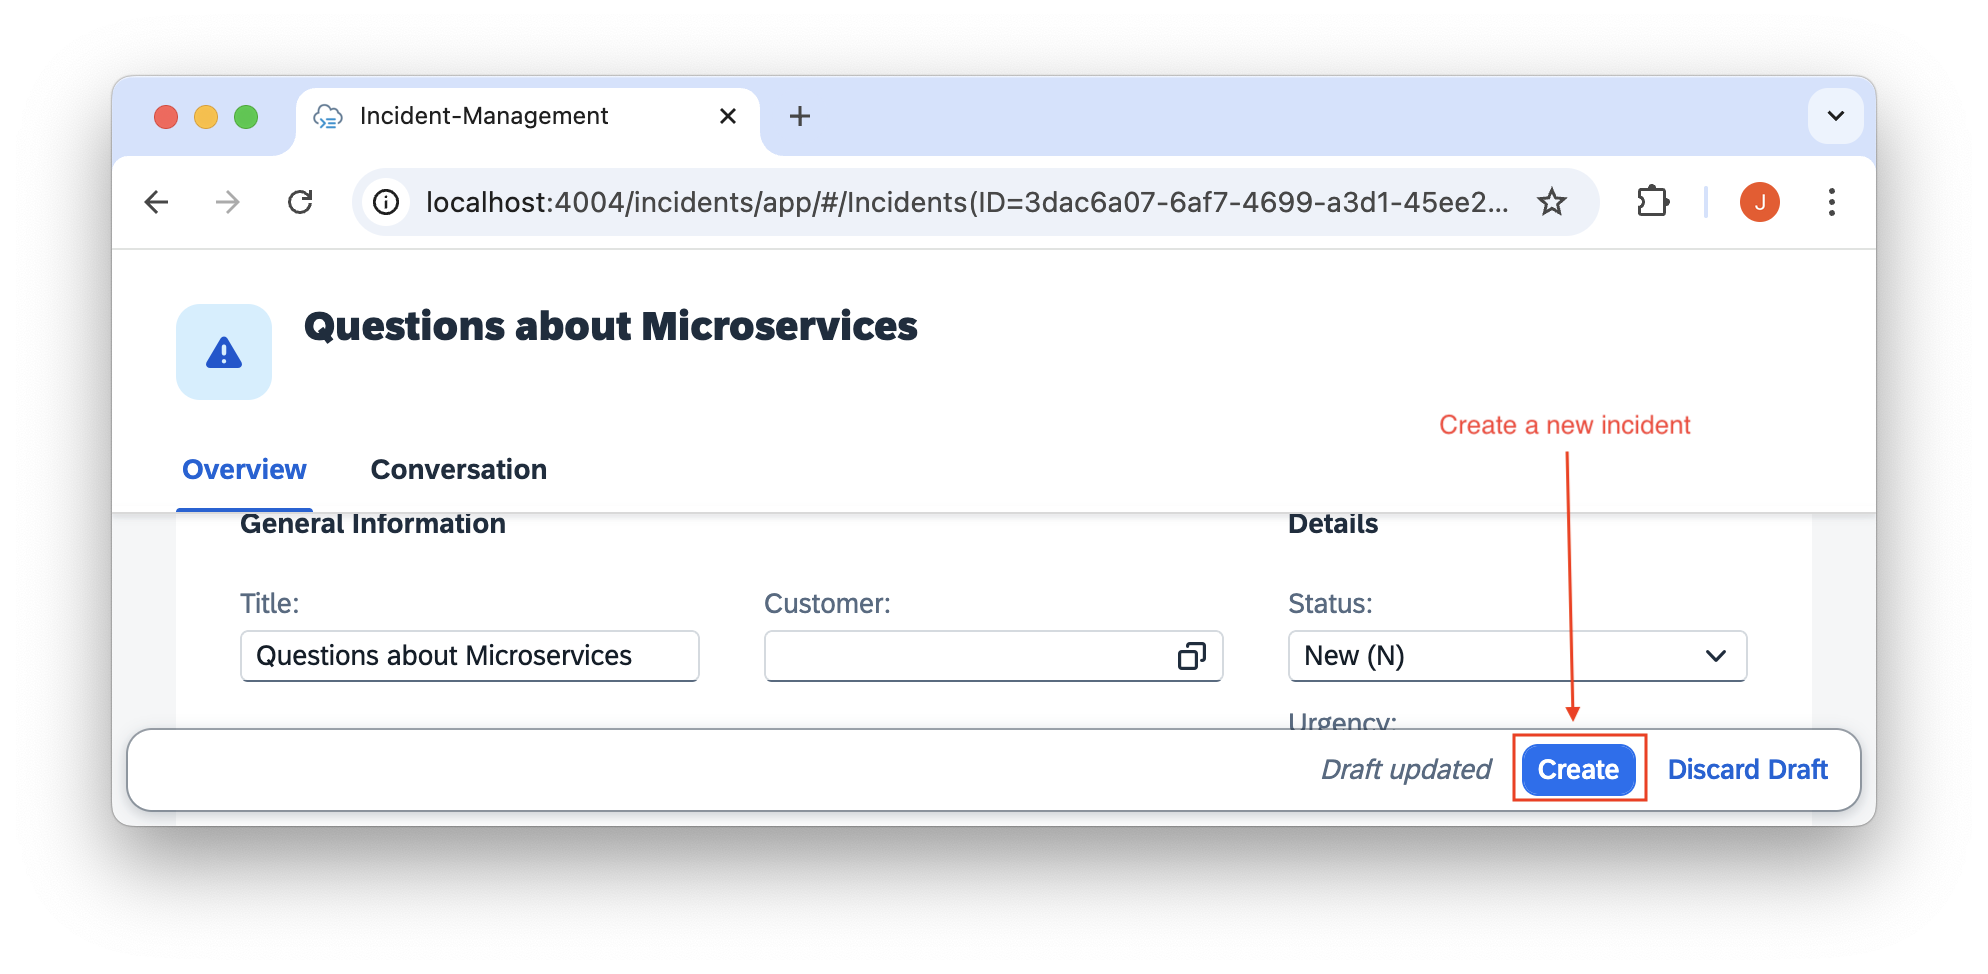 Incident-Management
localhost:4004/incidents/app/#/Incidents(ID=3dac6a07-6af7-4699-a3d1-45ee2...
J
Questions about Microservices
Create a new incident
Overview Conversation
General Information Details
Title: Customer: Status:
Questions about Microservices New (N)
Urgency:
Draft updated Create Discard Draft